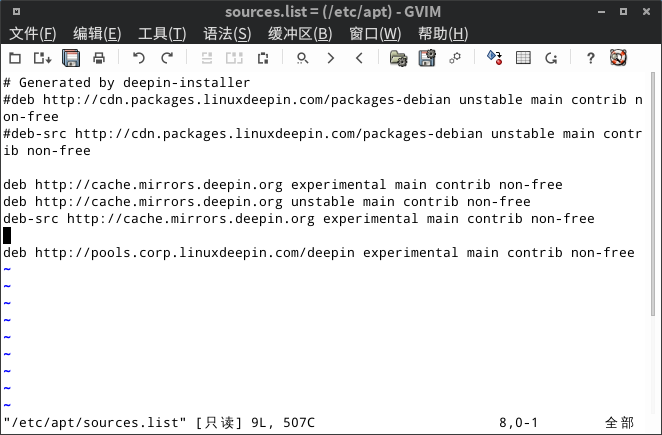 sources.list = (/etc/apt) - GVIM
文件(F) 编辑(E) 工具(T) 语法(S) 缓冲区(B) 窗口(W) 帮助(H)
# Generated by deepin-installer
#deb http://cdn.packages.linuxdeepin.com/packages-debian unstable main contrib n
on-free
#deb-src http://cdn.packages.linuxdeepin.com/packages-debian unstable main contr
ib non-free
deb http://cache.mirrors.deepin.org experimental main contrib non-free
deb http://cache.mirrors.deepin.org unstable main contrib non-free
deb-src http://cache.mirrors.deepin.org experimental main contrib non-free
deb http://pools.corp.linuxdeepin.com/deepin experimental main contrib non-free
~
~
~
~
~
~
~
~
~
"/etc/apt/sources.list" [只读] 9L, 507C 8,0-1 全部